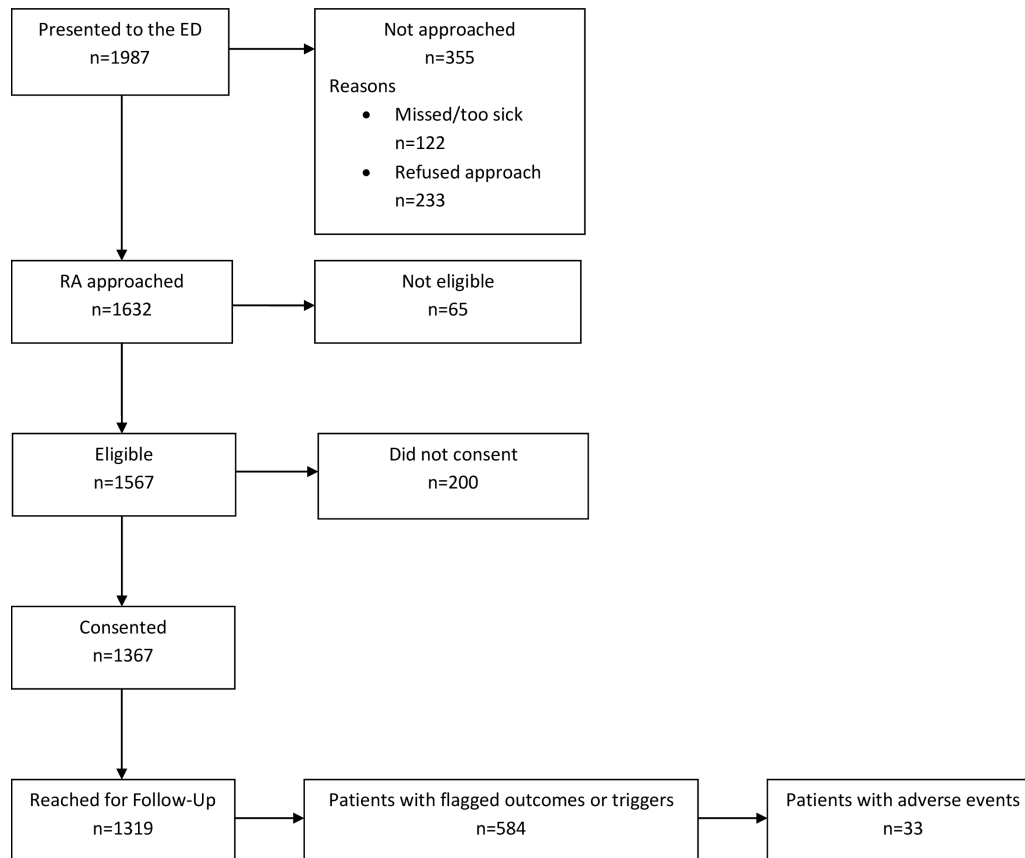 Presented to the ED
n=1987
Not approached
n=355
Reasons
• Missed/too sick
n=122
• Refused approach
n=233
RA approached
n=1632
Not eligible
n=65
Eligible
n=1567
Did not consent
n=200
Consented
n=1367
Reached for Follow-Up
n=1319
Patients with flagged outcomes or triggers
n=584
Patients with adverse events
n=33